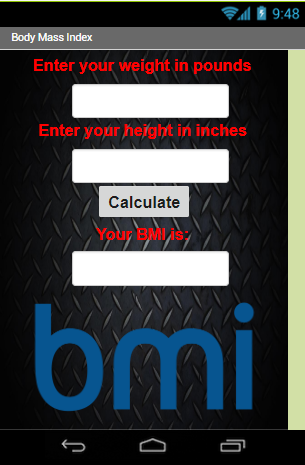 9:48
Body Mass Index
Enter your weight in pounds
Enter your height in inches
Calculate
Your BMI is:
bmi